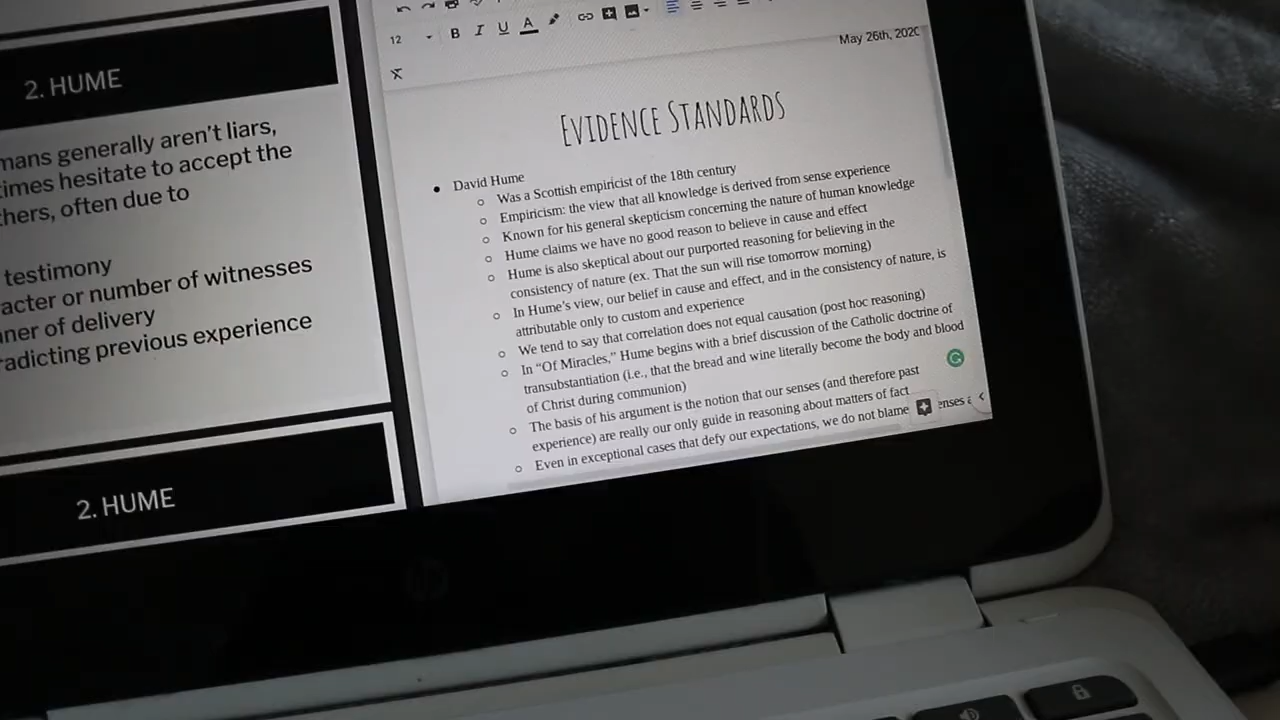 2. HUME
mans generally aren't liars,
times hesitate to accept the
thers, often due to
testimony
acter or number of witnesses
nner of delivery
radicting previous experience
2. HUME
12
B I U A
May 26th, 202
EVIDENCE STANDARDS
David Hume
Was a Scottish empiricist of the 18th century
Empiricism: the view that all knowledge is derived from sense experience
Known for his general skepticism concerning the nature of human knowledge
Hume claims we have no good reason to believe in cause and effect
Hume is also skeptical about our purported reasoning for believing in the
consistency of nature (ex. That the sun will rise tomorrow morning)
In Hume's view, our belief in cause and effect, and in the consistency of nature, is
attributable only to custom and experience
We tend to say that correlation does not equal causation (post hoc reasoning)
In "Of Miracles," Hume begins with a brief discussion of the Catholic doctrine of
transubstantiation (i.e., that the bread and wine literally become the body and blood
of Christ during communion)
The basis of his argument is the notion that our senses (and therefore past
experience) are really our only guide in reasoning about matters of fact
Even in exceptional cases that defy our expectations, we do not blame enses